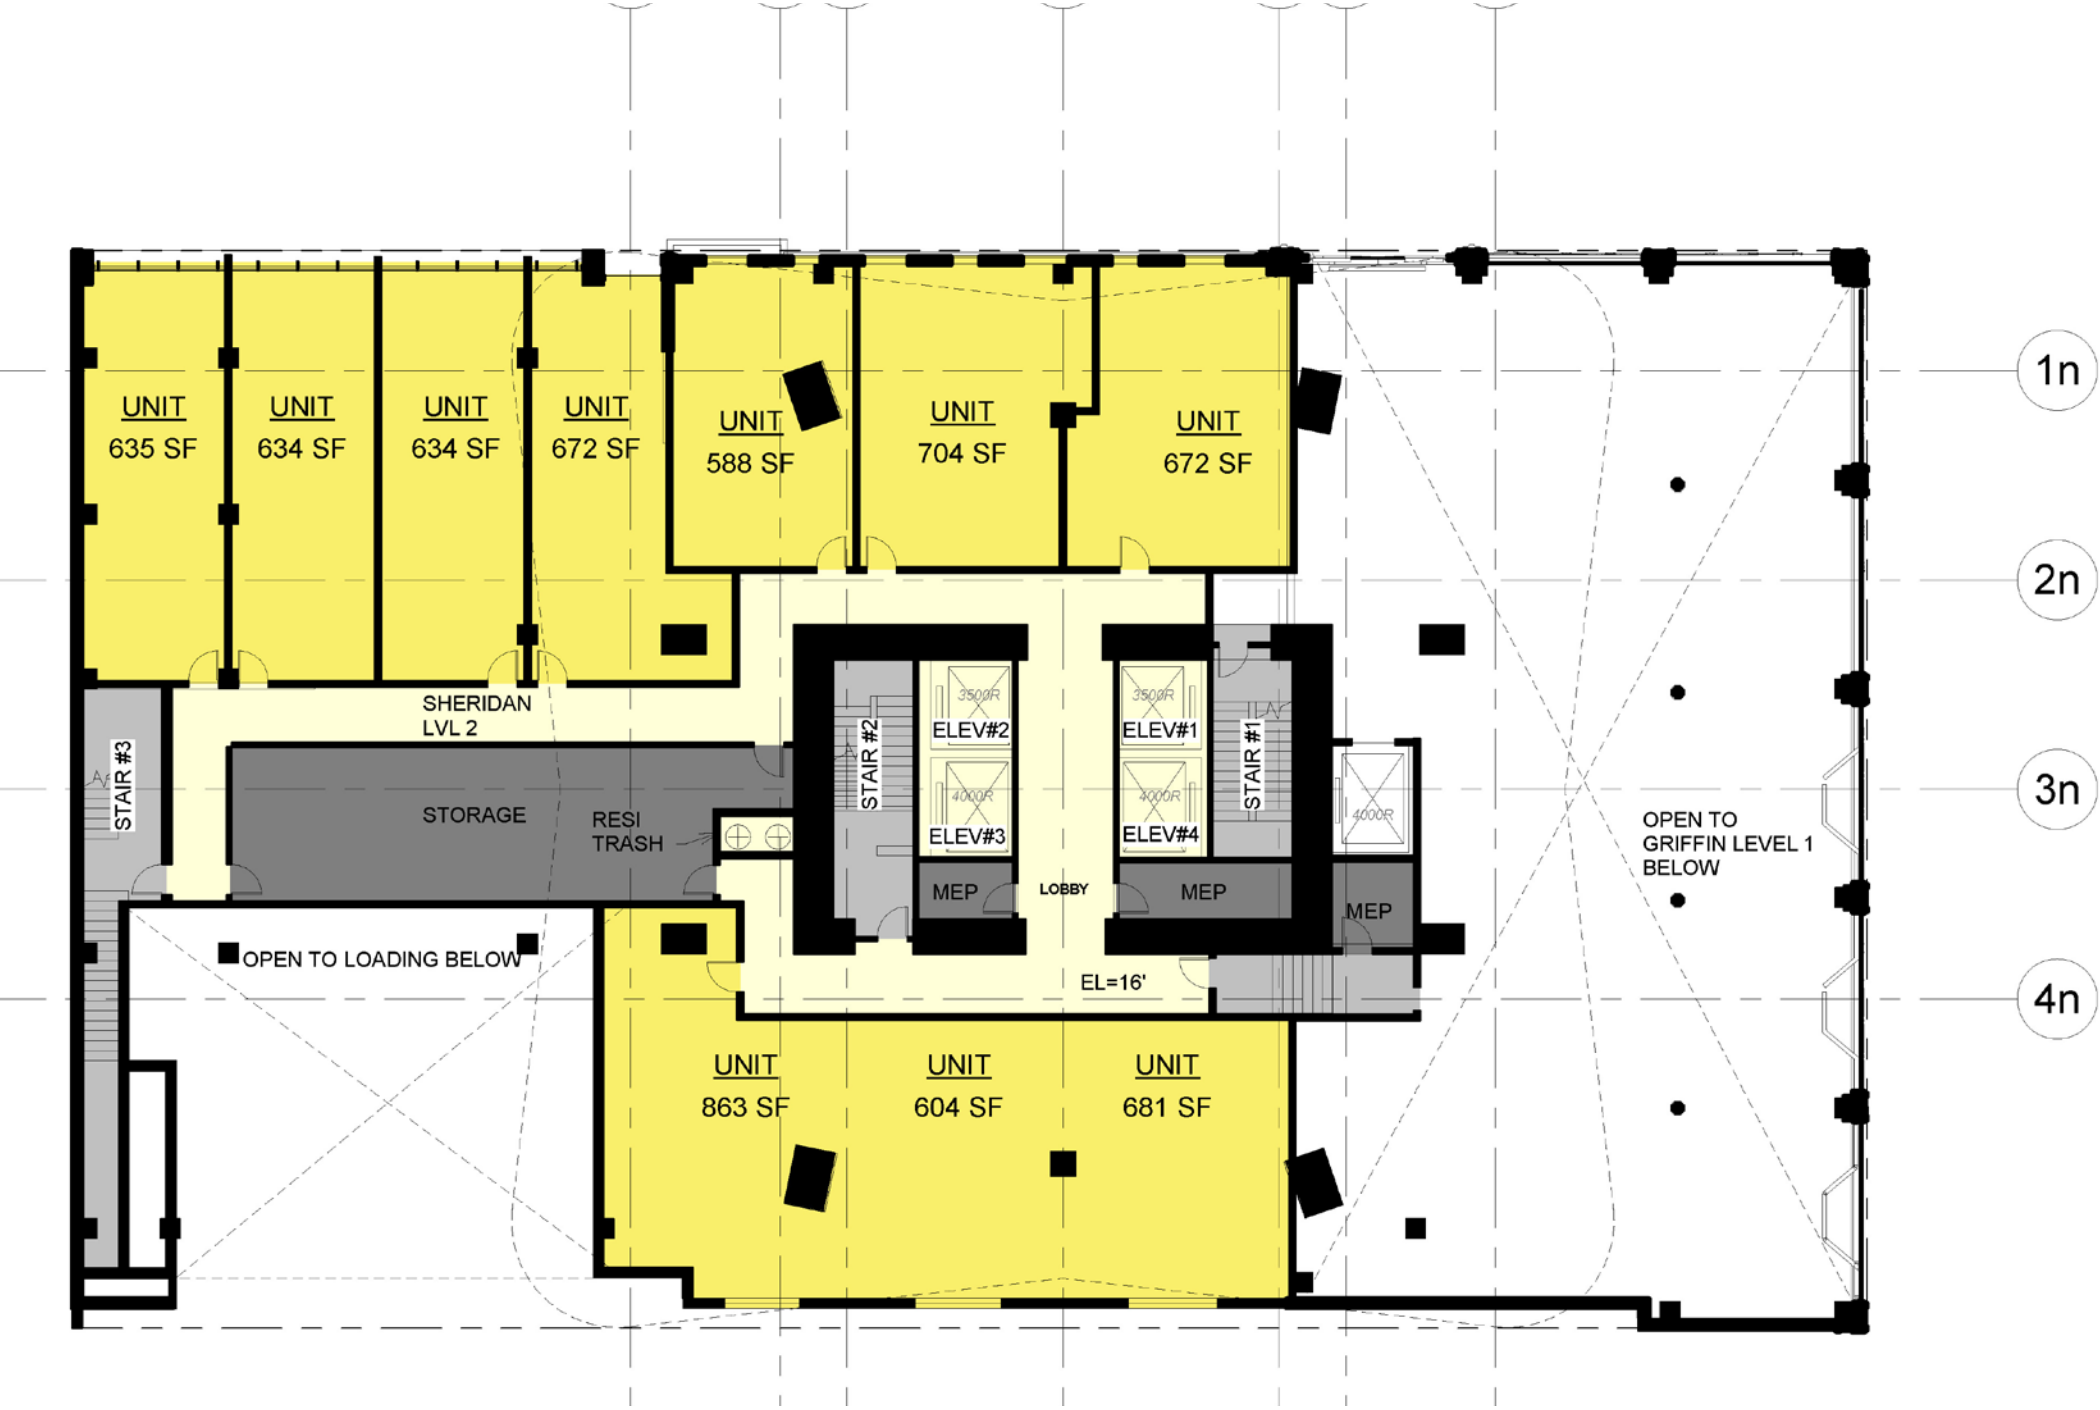 1n
UNIT
635 SF
UNIT
634 SF
UNIT
634 SF
UNIT
672 SF
UNIT
588 SF
UNIT
704 SF
UNIT
672 SF
2n
SHERIDAN
LVL 2
STAIR #3
STORAGE
RESI
TRASH
STAIR #2
3500R
ELEV#2
4000R
ELEV#3
3500R
ELEV#1
4000R
ELEV#4
STAIR #1
4000R
3n
OPEN TO
GRIFFIN LEVEL 1
BELOW
MEP
LOBBY
MEP
MEP
OPEN TO LOADING BELOW
EL=16'
4n
UNIT
863 SF
UNIT
604 SF
UNIT
681 SF